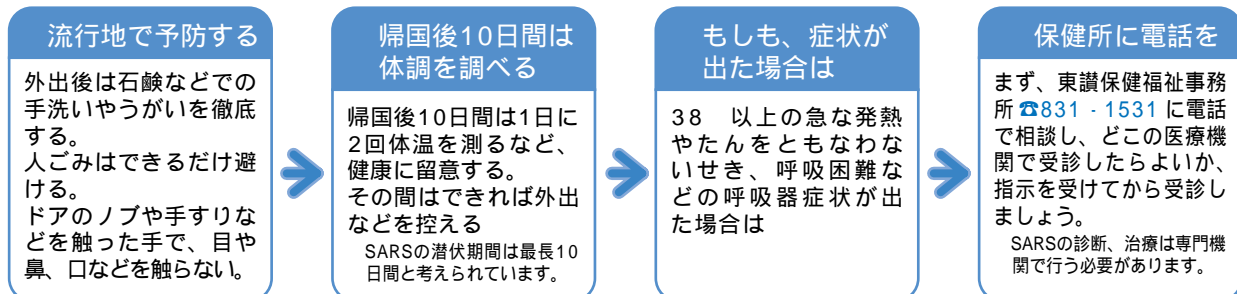 流行地で予防する
外出後は石鹸などでの
手洗いやうがいを徹底
する。
人ごみはできるだけ避
ける。
ドアのノブや手すりな
どを触った手で、目や
鼻、口などを触らない。
帰国後10日間は
体調を調べる
帰国後10日間は1日に
2回体温を測るなど、
健康に留意する。
その間はできれば外出
などを控える
SARSの潜伏期間は最長10
日間と考えられています。
もしも、症状が
出た場合は
38　以上の急な発熱
やたんをともなわな
いせき、呼吸困難な
どの呼吸器症状が出
た場合は
保健所に電話を
まず、東讃保健福祉事務
所☎831-1531に電話
で相談し、どこの医療機
関で受診したらよいか、
指示を受けてから受診し
ましょう。
SARSの診断、治療は専門機
関で行う必要があります。